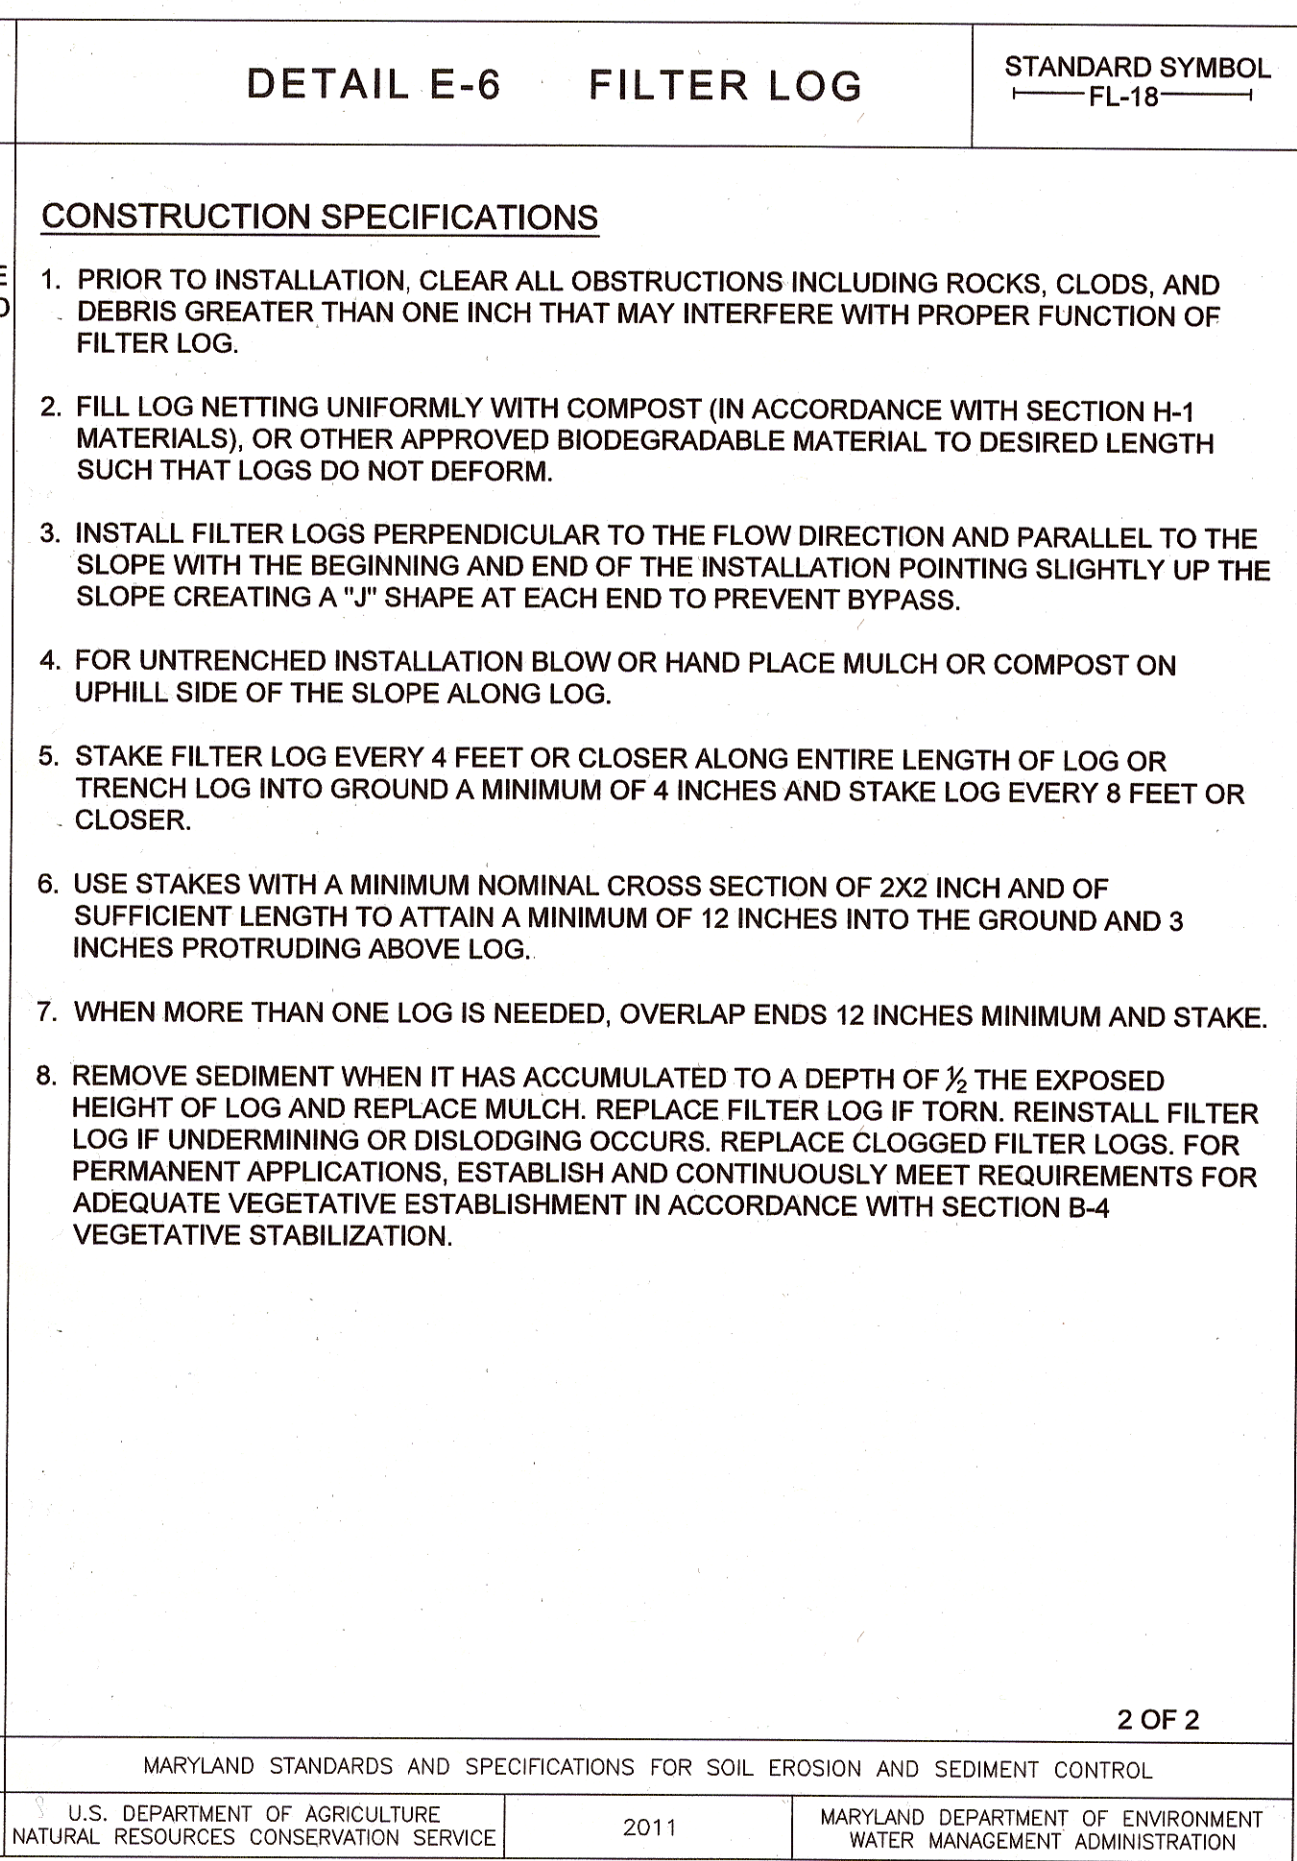 DETAIL E-6 FILTER LOG
STANDARD SYMBOL
FL-18
CONSTRUCTION SPECIFICATIONS
E
1. PRIOR TO INSTALLATION, CLEAR ALL OBSTRUCTIONS INCLUDING ROCKS, CLODS, AND
DEBRIS GREATER THAN ONE INCH THAT MAY INTERFERE WITH PROPER FUNCTION OF
FILTER LOG.
2. FILL LOG NETTING UNIFORMLY WITH COMPOST (IN ACCORDANCE WITH SECTION H-1
MATERIALS), OR OTHER APPROVED BIODEGRADABLE MATERIAL TO DESIRED LENGTH
SUCH THAT LOGS DO NOT DEFORM.
3. INSTALL FILTER LOGS PERPENDICULAR TO THE FLOW DIRECTION AND PARALLEL TO THE
SLOPE WITH THE BEGINNING AND END OF THE INSTALLATION POINTING SLIGHTLY UP THE
SLOPE CREATING A "J" SHAPE AT EACH END TO PREVENT BYPASS.
4. FOR UNTRENCHED INSTALLATION BLOW OR HAND PLACE MULCH OR COMPOST ON
UPHILL SIDE OF THE SLOPE ALONG LOG.
5. STAKE FILTER LOG EVERY 4 FEET OR CLOSER ALONG ENTIRE LENGTH OF LOG OR
TRENCH LOG INTO GROUND A MINIMUM OF 4 INCHES AND STAKE LOG EVERY 8 FEET OR
CLOSER.
6. USE STAKES WITH A MINIMUM NOMINAL CROSS SECTION OF 2X2 INCH AND OF
SUFFICIENT LENGTH TO ATTAIN A MINIMUM OF 12 INCHES INTO THE GROUND AND 3
INCHES PROTRUDING ABOVE LOG.
7. WHEN MORE THAN ONE LOG IS NEEDED, OVERLAP ENDS 12 INCHES MINIMUM AND STAKE.
8. REMOVE SEDIMENT WHEN IT HAS ACCUMULATED TO A DEPTH OF ½ THE EXPOSED
HEIGHT OF LOG AND REPLACE MULCH. REPLACE FILTER LOG IF TORN. REINSTALL FILTER
LOG IF UNDERMINING OR DISLODGING OCCURS. REPLACE CLOGGED FILTER LOGS. FOR
PERMANENT APPLICATIONS, ESTABLISH AND CONTINUOUSLY MEET REQUIREMENTS FOR
ADEQUATE VEGETATIVE ESTABLISHMENT IN ACCORDANCE WITH SECTION B-4
VEGETATIVE STABILIZATION.
2 OF 2
MARYLAND STANDARDS AND SPECIFICATIONS FOR SOIL EROSION AND SEDIMENT CONTROL
U.S. DEPARTMENT OF AGRICULTURE
NATURAL RESOURCES CONSERVATION SERVICE
2011
MARYLAND DEPARTMENT OF ENVIRONMENT
WATER MANAGEMENT ADMINISTRATION